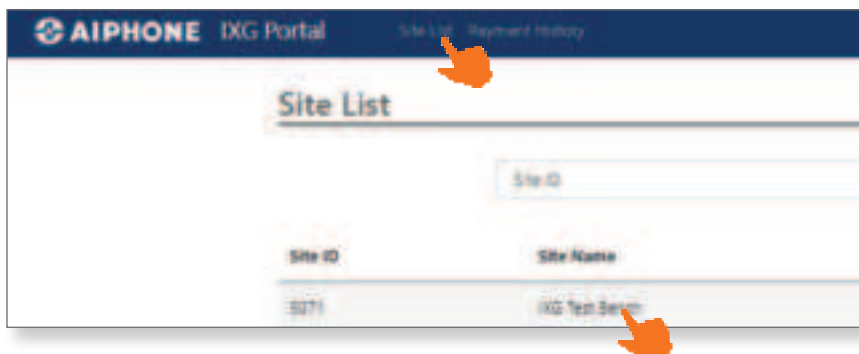 AIPHONE IXG Portal Site List Payment History
Site List
Site ID
Site ID Site Name
IXG Test Bench